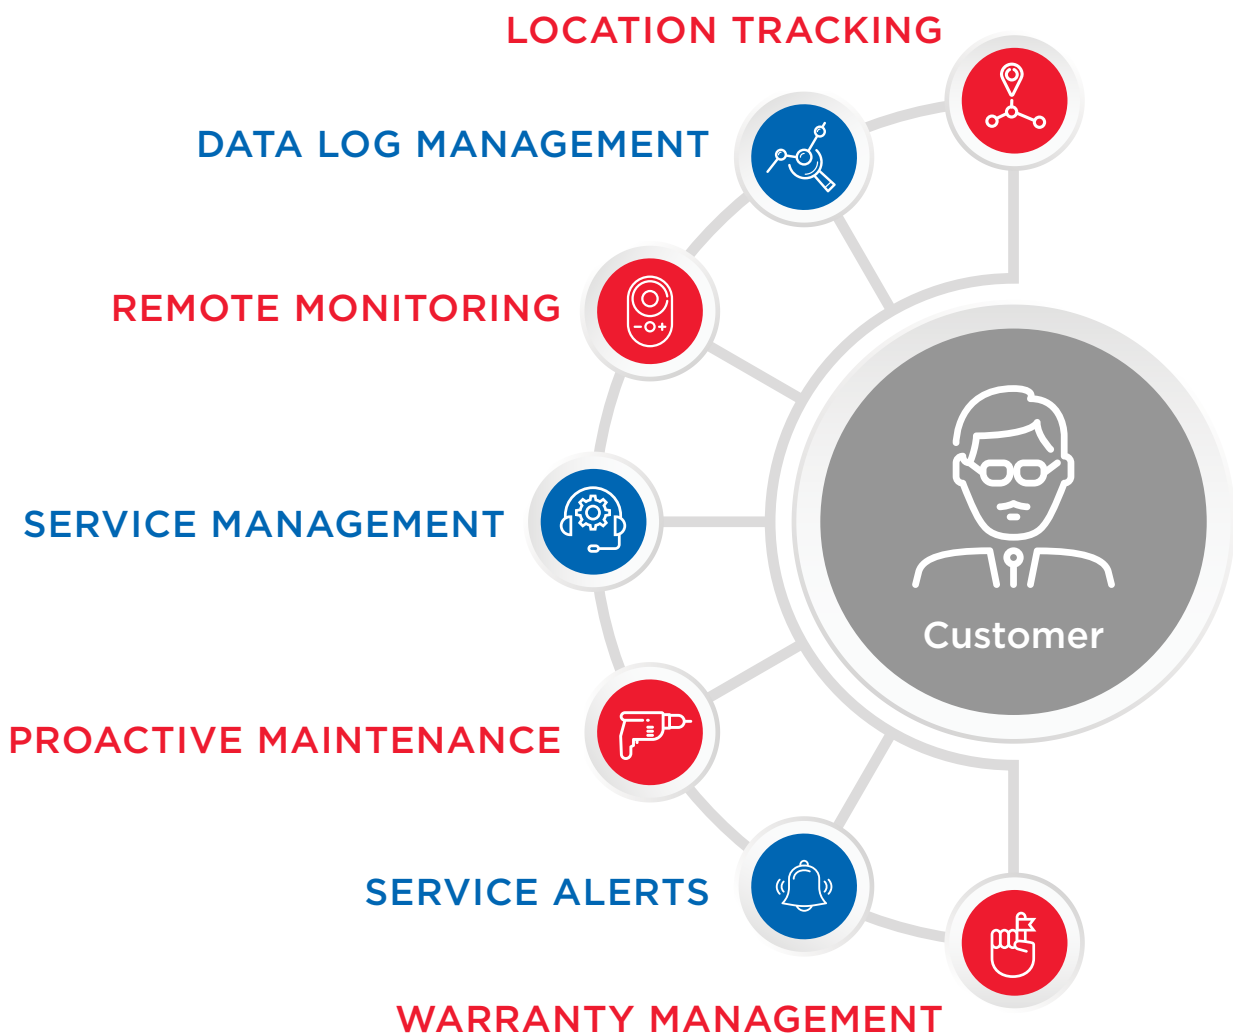 LOCATION TRACKING
DATA LOG MANAGEMENT
REMOTE MONITORING
SERVICE MANAGEMENT
Customer
PROACTIVE MAINTENANCE
SERVICE ALERTS
WARRANTY MANAGEMENT